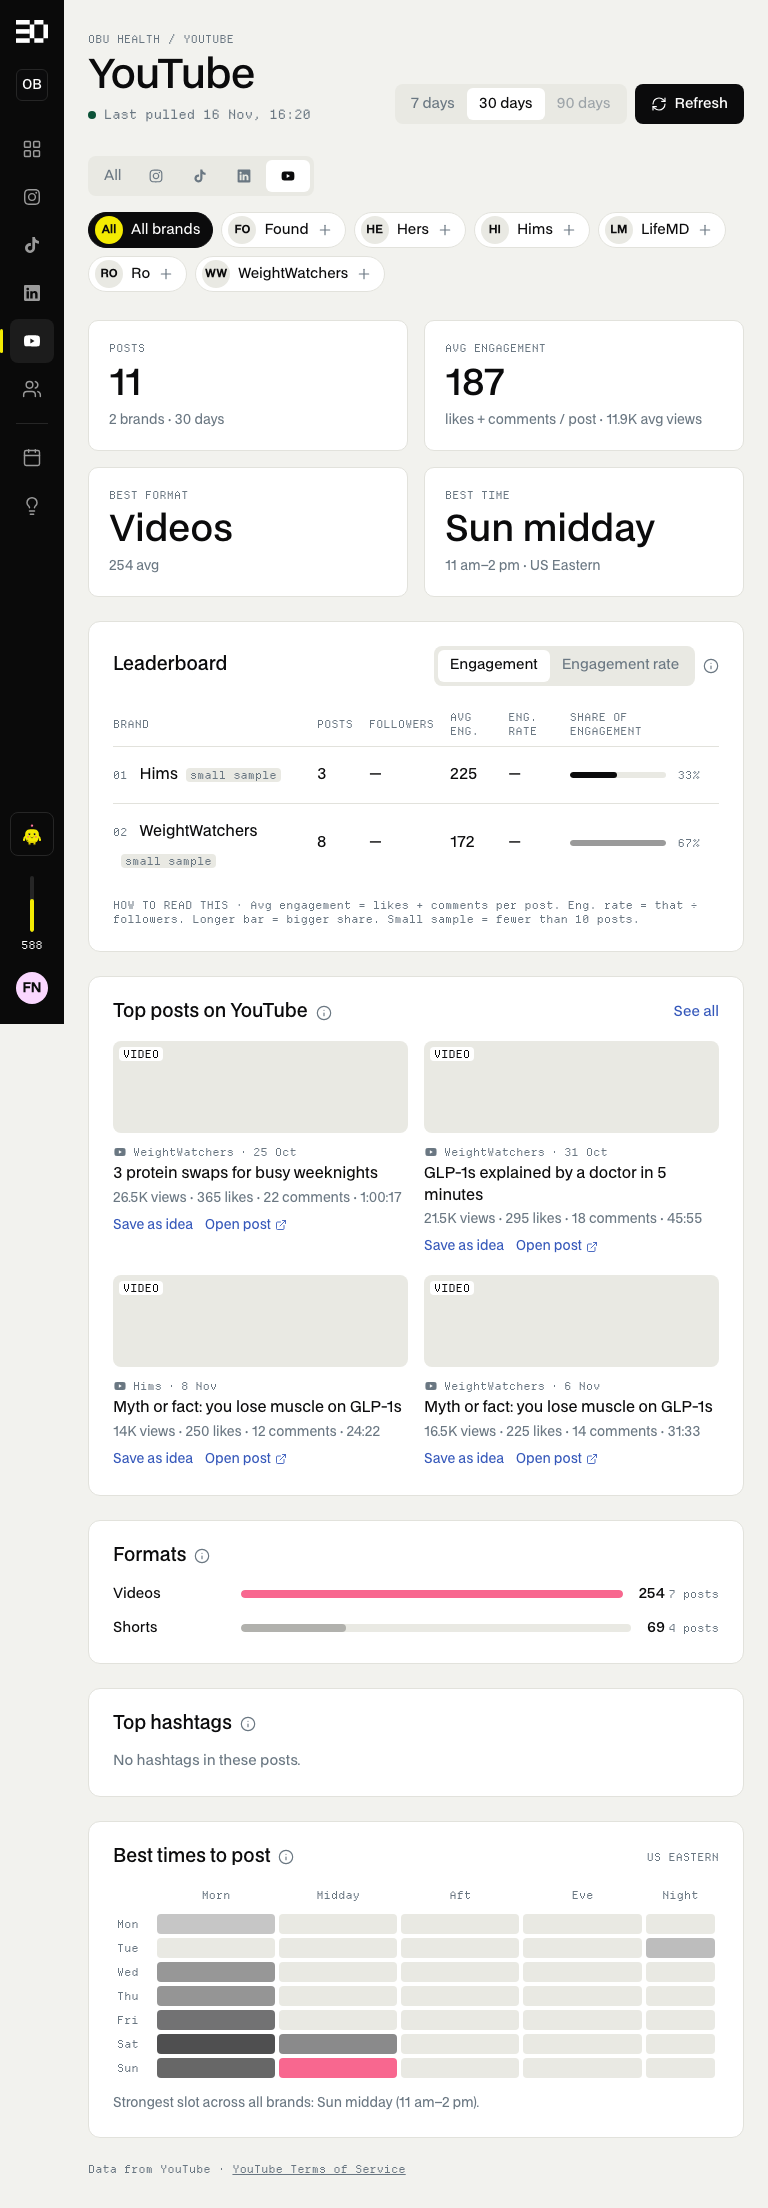 OBU HEALTH / YOUTUBE
YouTube
Last pulled 16 Nov, 16:20
7 days 30 days 90 days Refresh
OB
All
All All brands FO Found HE Hers HI Hims LM LifeMD
RO Ro WW WeightWatchers
POSTS
11
2 brands · 30 days
AVG ENGAGEMENT
187
likes + comments / post · 11.9K avg views
BEST FORMAT
Videos
254 avg
BEST TIME
Sun midday
11 am–2 pm · US Eastern
Leaderboard
Engagement Engagement rate
BRAND POSTS FOLLOWERS AVG ENG. ENG. RATE SHARE OF ENGAGEMENT
01 Hims small sample 3 — 225 — 33%
02 WeightWatchers small sample 8 — 172 — 67%
HOW TO READ THIS · Avg engagement = likes + comments per post. Eng. rate = that ÷
followers. Longer bar = bigger share. Small sample = fewer than 10 posts.
588
FN
Top posts on YouTube
See all
VIDEO
WeightWatchers · 25 Oct
3 protein swaps for busy weeknights
26.5K views · 365 likes · 22 comments · 1:00:17
Save as idea Open post
VIDEO
WeightWatchers · 31 Oct
GLP-1s explained by a doctor in 5
minutes
21.5K views · 295 likes · 18 comments · 45:55
Save as idea Open post
VIDEO
Hims · 8 Nov
Myth or fact: you lose muscle on GLP-1s
14K views · 250 likes · 12 comments · 24:22
Save as idea Open post
VIDEO
WeightWatchers · 6 Nov
Myth or fact: you lose muscle on GLP-1s
16.5K views · 225 likes · 14 comments · 31:33
Save as idea Open post
Formats
Videos 254 7 posts
Shorts 69 4 posts
Top hashtags
No hashtags in these posts.
Best times to post
US EASTERN
Morn Midday Aft Eve Night
Mon
Tue
Wed
Thu
Fri
Sat
Sun
Strongest slot across all brands: Sun midday (11 am–2 pm).
Data from YouTube · YouTube Terms of Service